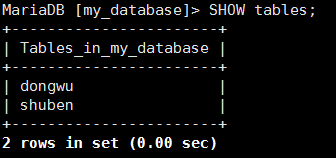 MariaDB [my_database]> SHOW tables;
+-----------------------+
| Tables_in_my_database |
+-----------------------+
| dongwu                |
| shuben                |
+-----------------------+
2 rows in set (0.00 sec)